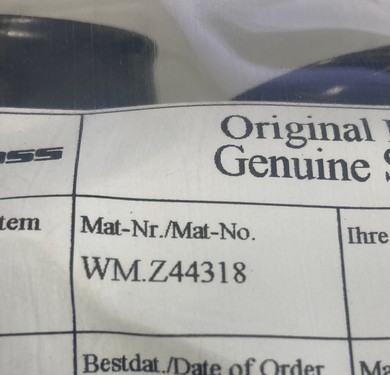 Original
Genuine
tem
Mat-Nr./Mat-No.
Ihre
WM.Z44318
Bestdat./Date of Order